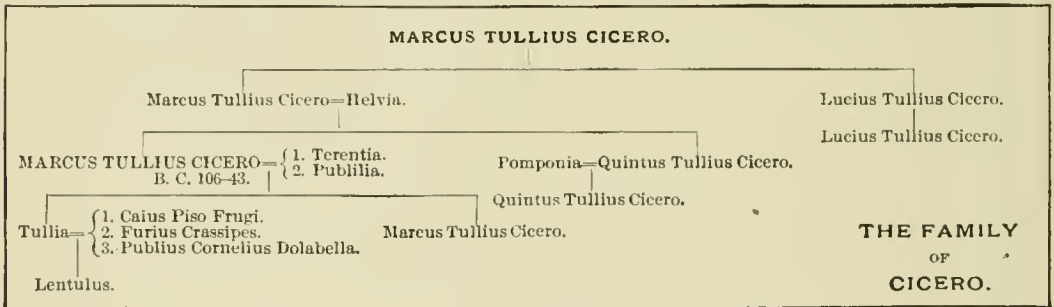 MARCUS TULLIUS CICERO.
Marcus Tullius Cicero=Helvia.
Lucius Tullius Cicero.
Lucius Tullius Cicero.
MARCUS TULLIUS CICERO= { 1. Terentia.
B. C. 106–43. { 2. Publilia.
Pomponia=Quintus Tullius Cicero.
Quintus Tullius Cicero.
Tullia= { 1. Caius Piso Frugi.
2. Furius Crassipes.
3. Publius Cornelius Dolabella.
Marcus Tullius Cicero.
Lentulus.
THE FAMILY
OF
CICERO.